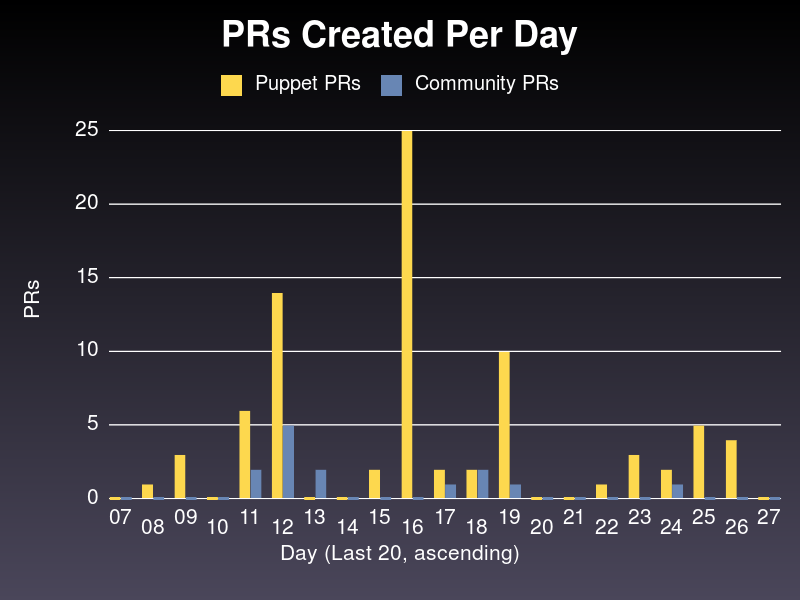 PRs Created Per Day
Puppet PRs Community PRs
25
20
15
10
5
0
PRs
07 08 09 10 11 12 13 14 15 16 17 18 19 20 21 22 23 24 25 26 27
Day (Last 20, ascending)